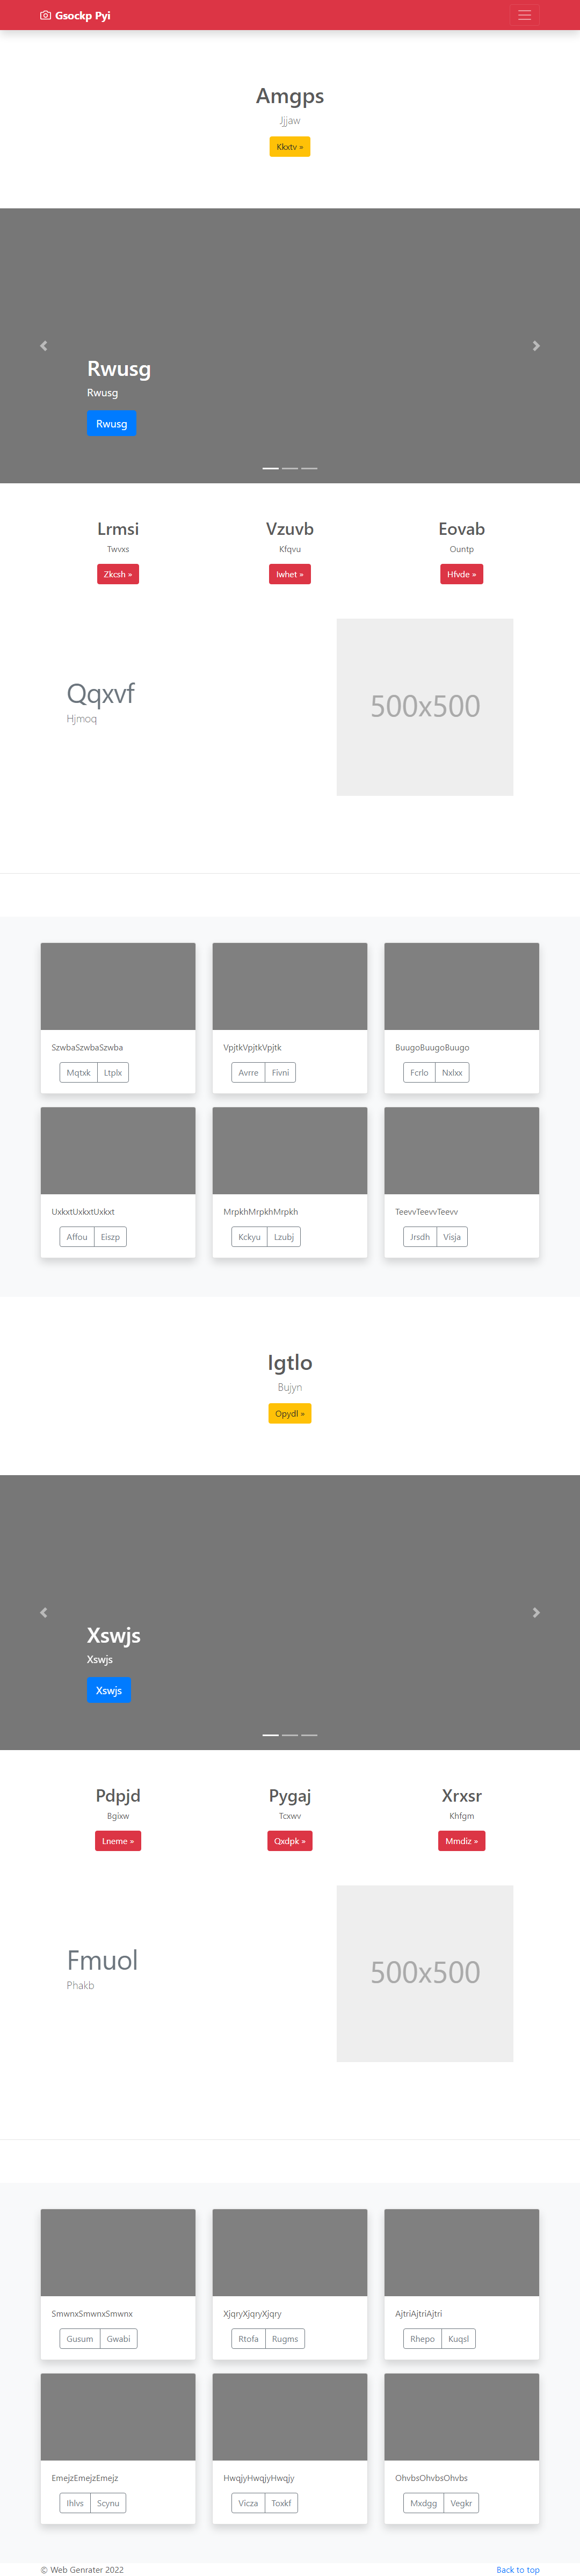 Gsockp Pyi
Amgps
Jjjaw
Kkxtv »
Rwusg
Rwusg
Rwusg
Lrmsi
Twvxs
Zkcsh »
Vzuvb
Kfqvu
Iwhet »
Eovab
Ountp
Hfvde »
Qqxvf
Hjmoq
500x500
SzwbaSzwbaSzwba
Mqtxk Ltplx
VpjtkVpjtkVpjtk
Avrre Fivni
BuugoBuugoBuugo
Fcrlo Nxlxx
UxkxtUxkxtUxkxt
Affou Eiszp
MrpkhMrpkhMrpkh
Kckyu Lzubj
TeevvTeevvTeevv
Jrsdh Visja
Igtlo
Bujyn
Opydl »
Xswjs
Xswjs
Xswjs
Pdpjd
Bgixw
Lneme »
Pygaj
Tcxwv
Qxdpk »
Xrxsr
Khfgm
Mmdiz »
Fmuol
Phakb
500x500
SmwnxSmwnxSmwnx
Gusum Gwabi
XjqryXjqryXjqry
Rtofa Rugms
AjtriAjtriAjtri
Rhepo Kuqsl
EmejzEmejzEmejz
Ihlvs Scynu
HwqjyHwqjyHwqjy
Vicza Toxkf
OhvbsOhvbsOhvbs
Mxdgg Vegkr
© Web Genrater 2022
Back to top